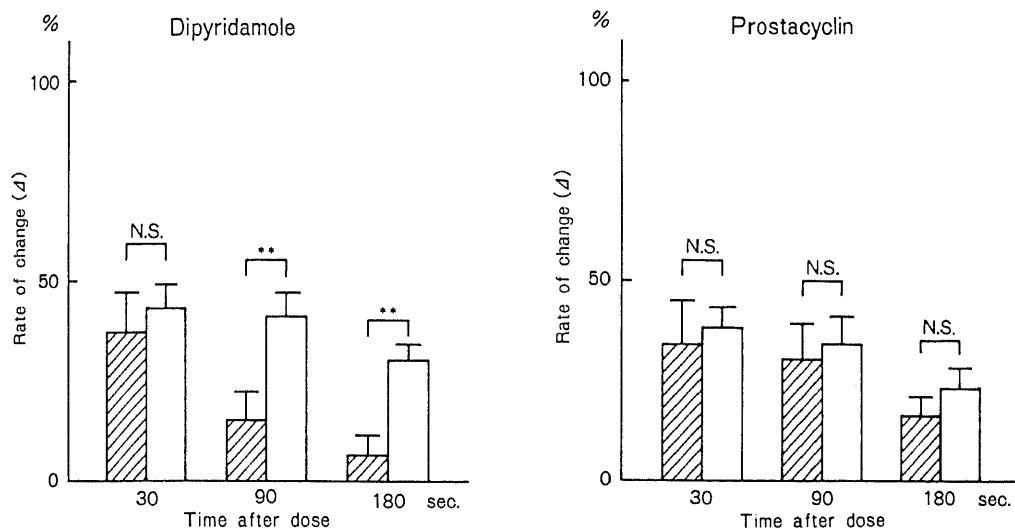 %
Dipyridamole
100
50
0
Rate of change (Δ)
N.S.
**
**
30 90 180 sec.
Time after dose
%
Prostacyclin
100
50
0
Rate of change (Δ)
N.S.
N.S.
N.S.
30 90 180 sec.
Time after dose